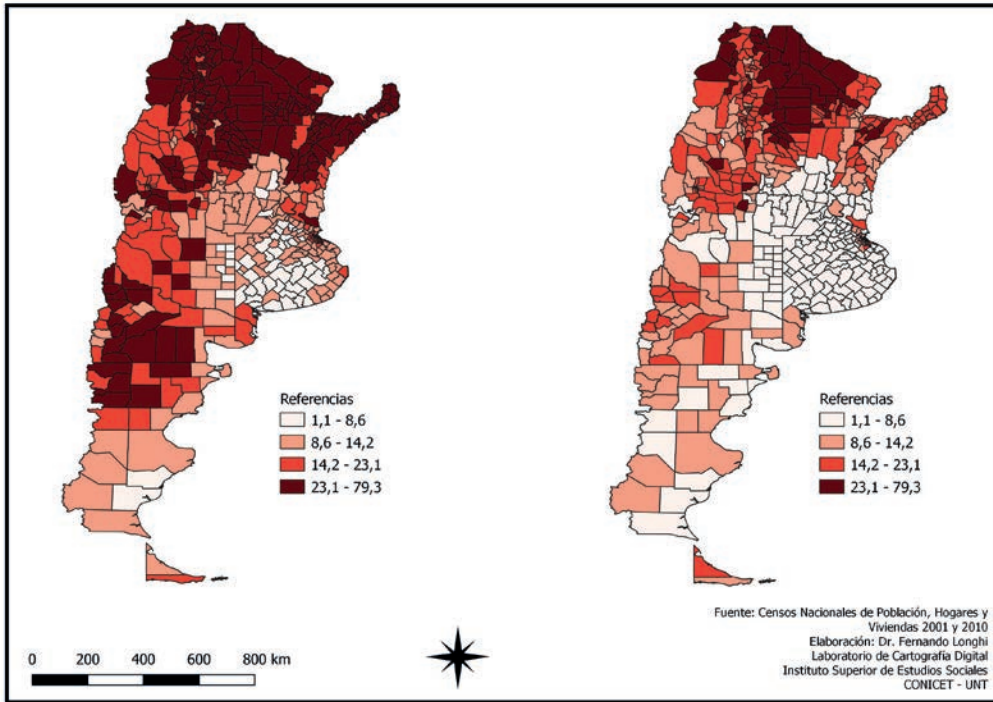 Referencias
1,1 - 8,6
8,6 - 14,2
14,2 - 23,1
23,1 - 79,3
Referencias
1,1 - 8,6
8,6 - 14,2
14,2 - 23,1
23,1 - 79,3
Fuente: Censos Nacionales de Población, Hogares y
Viviendas 2001 y 2010
Elaboración: Dr. Fernando Longhi
Laboratorio de Cartografía Digital
Instituto Superior de Estudios Sociales
CONICET - UNT
0 200 400 600 800 km